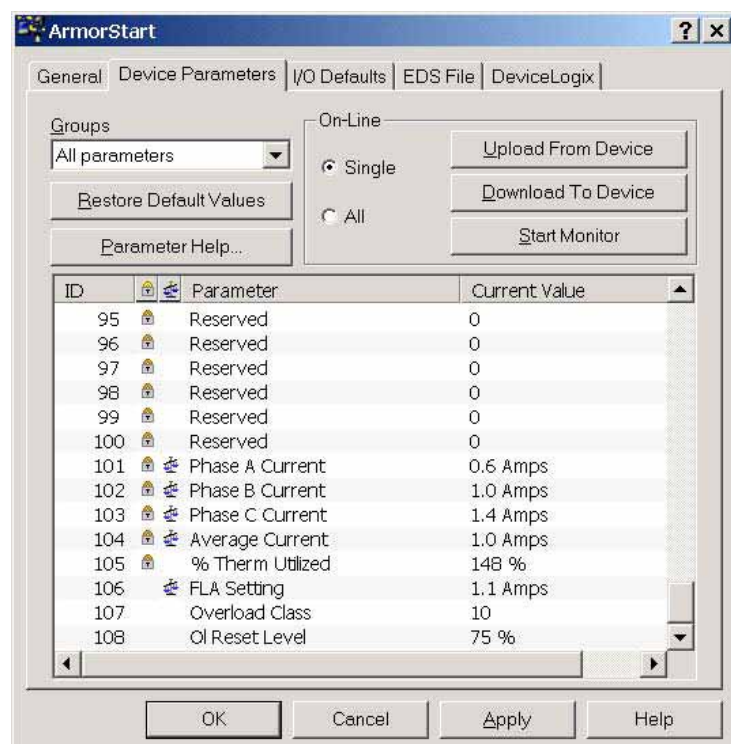 ArmorStart
General Device Parameters I/O Defaults EDS File DeviceLogix
Groups
All parameters
Restore Default Values
Parameter Help...
On-Line
Single
All
Upload From Device
Download To Device
Start Monitor
ID Parameter Current Value
95 Reserved 0
96 Reserved 0
97 Reserved 0
98 Reserved 0
99 Reserved 0
100 Reserved 0
101 Phase A Current 0.6 Amps
102 Phase B Current 1.0 Amps
103 Phase C Current 1.4 Amps
104 Average Current 1.0 Amps
105 % Therm Utilized 148 %
106 FLA Setting 1.1 Amps
107 Overload Class 10
108 Ol Reset Level 75 %
OK Cancel Apply Help